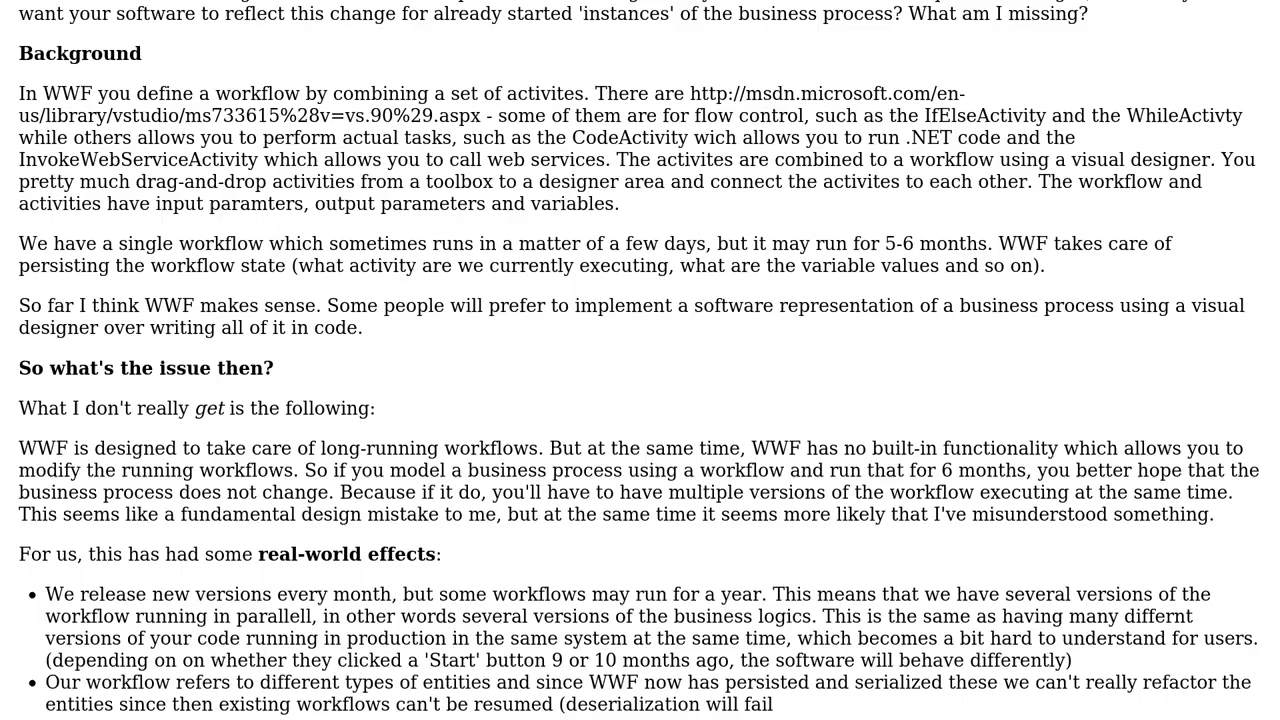 want your software to reflect this change for already started 'instances' of the business process? What am I missing?
Background
In WWF you define a workflow by combining a set of activites. There are http://msdn.microsoft.com/en-
us/library/vstudio/ms733615%28v=vs.90%29.aspx - some of them are for flow control, such as the IfElseActivity and the WhileActivty
while others allows you to perform actual tasks, such as the CodeActivity wich allows you to run .NET code and the
InvokeWebServiceActivity which allows you to call web services. The activites are combined to a workflow using a visual designer. You
pretty much drag-and-drop activities from a toolbox to a designer area and connect the activites to each other. The workflow and
activities have input paramters, output parameters and variables.
We have a single workflow which sometimes runs in a matter of a few days, but it may run for 5-6 months. WWF takes care of
persisting the workflow state (what activity are we currently executing, what are the variable values and so on).
So far I think WWF makes sense. Some people will prefer to implement a software representation of a business process using a visual
designer over writing all of it in code.
So what's the issue then?
What I don't really get is the following:
WWF is designed to take care of long-running workflows. But at the same time, WWF has no built-in functionality which allows you to
modify the running workflows. So if you model a business process using a workflow and run that for 6 months, you better hope that the
business process does not change. Because if it do, you'll have to have multiple versions of the workflow executing at the same time.
This seems like a fundamental design mistake to me, but at the same time it seems more likely that I've misunderstood something.
For us, this has had some real-world effects:
• We release new versions every month, but some workflows may run for a year. This means that we have several versions of the
workflow running in parallell, in other words several versions of the business logics. This is the same as having many differnt
versions of your code running in production in the same system at the same time, which becomes a bit hard to understand for users.
(depending on on whether they clicked a 'Start' button 9 or 10 months ago, the software will behave differently)
• Our workflow refers to different types of entities and since WWF now has persisted and serialized these we can't really refactor the
entities since then existing workflows can't be resumed (deserialization will fail